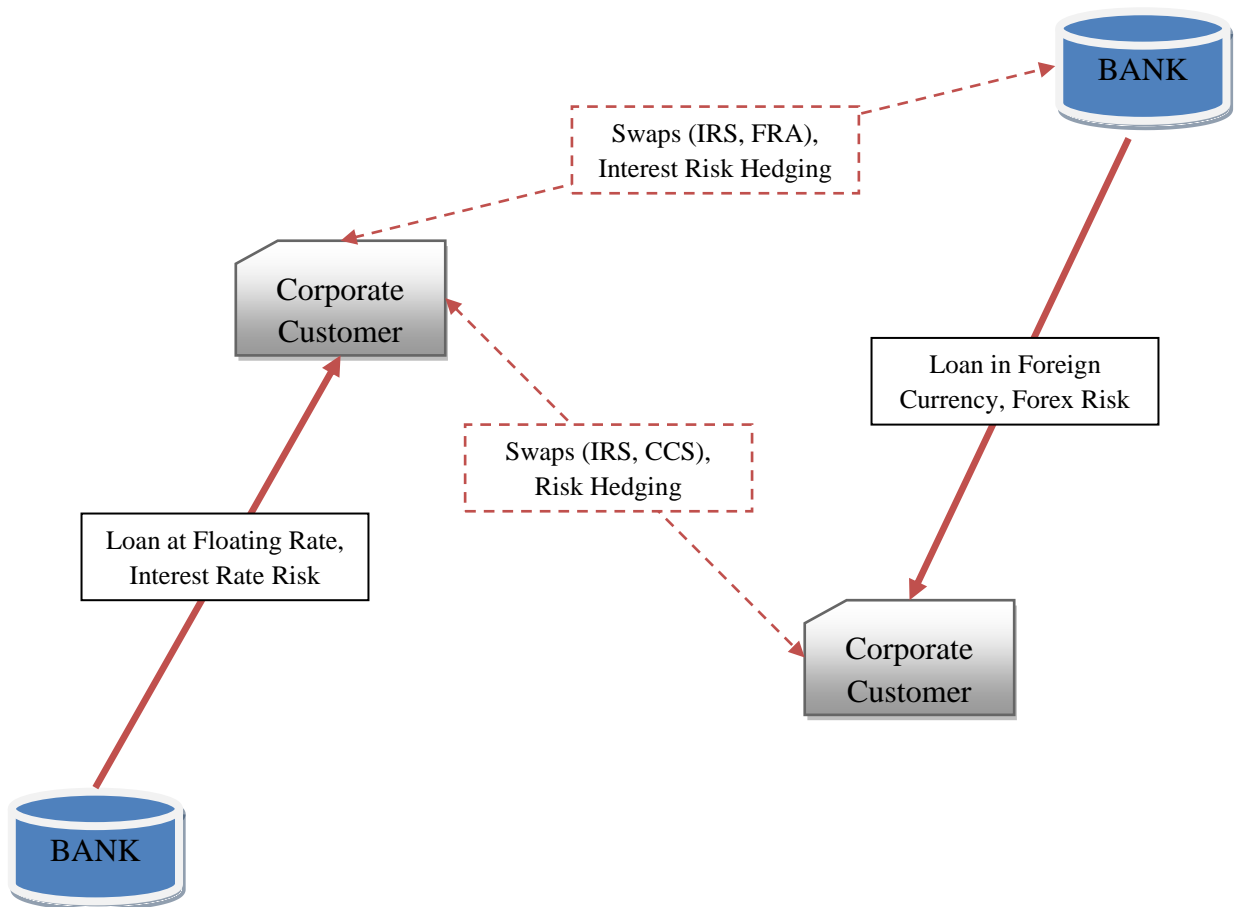 BANK
Swaps (IRS, FRA),
Interest Risk Hedging
Corporate
Customer
Loan in Foreign
Currency, Forex Risk
Swaps (IRS, CCS),
Risk Hedging
Loan at Floating Rate,
Interest Rate Risk
Corporate
Customer
BANK